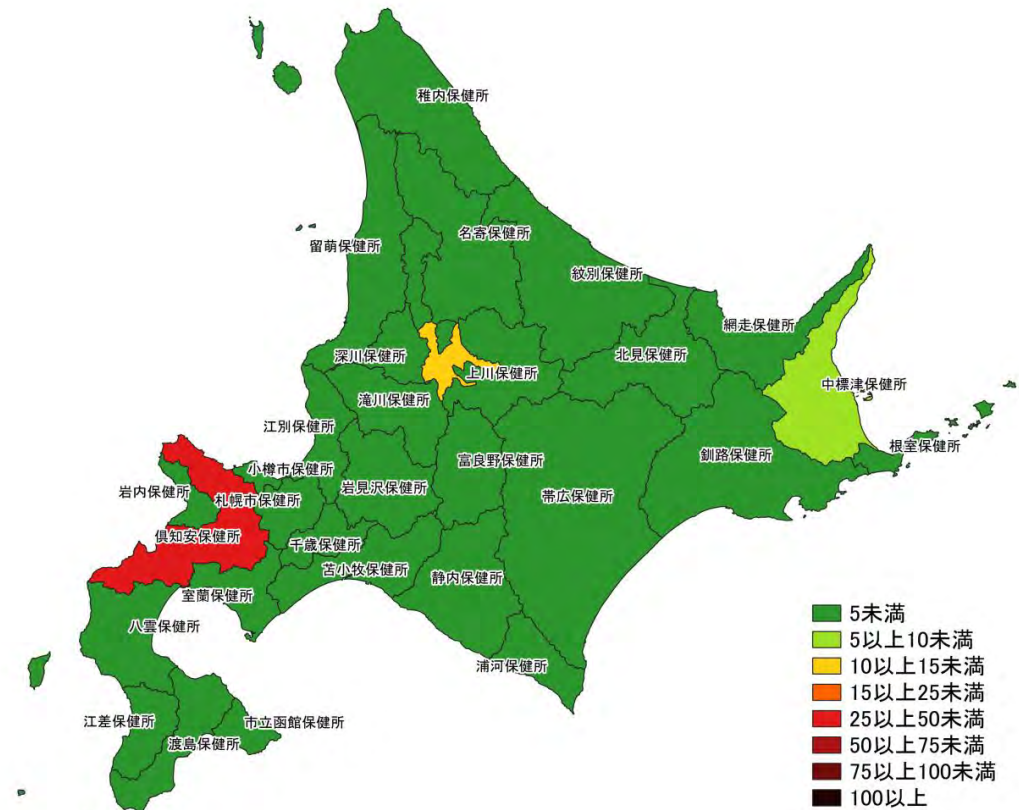 稚内保健所
名寄保健所
留萌保健所
紋別保健所
網走保健所
深川保健所
北見保健所
上川保健所
中標津保健所
滝川保健所
江別保健所
根室保健所
小樽市保健所
富良野保健所
釧路保健所
岩内保健所
岩見沢保健所
札幌市保健所
帯広保健所
倶知安保健所
千歳保健所
苫小牧保健所
静内保健所
室蘭保健所
八雲保健所
浦河保健所
江差保健所
市立函館保健所
渡島保健所
5未満
5以上10未満
10以上15未満
15以上25未満
25以上50未満
50以上75未満
75以上100未満
100以上